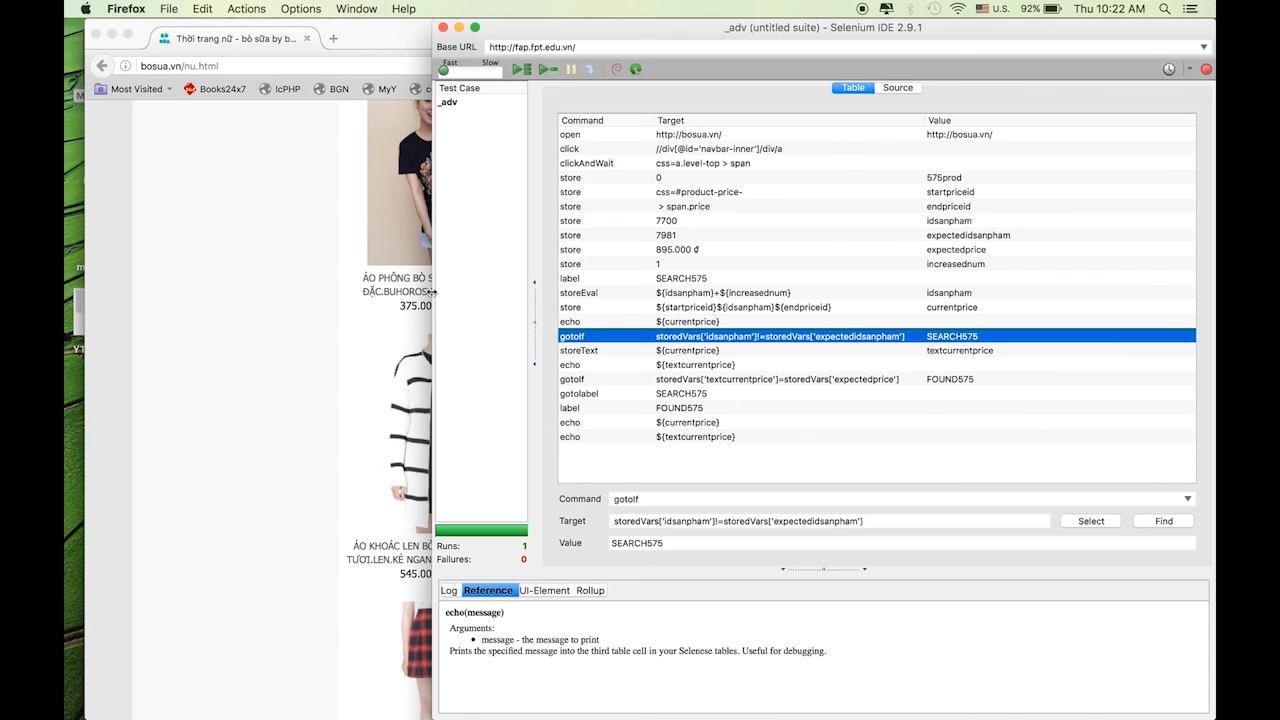 Firefox File Edit Actions Options Window Help U.S. 92% Thu 10:22 AM
Thời trang nữ - bò sữa by b...
bosua.vn/nu.html
Most Visited Books24x7 IcPHP BGN MyY
ÁO PHÔNG BÒ S
ĐẶC.BUHOROS
375.00
ÁO KHOÁC LEN BÒ
TƯƠI.LEN.KẺ NGAN
545.00
_adv (untitled suite) - Selenium IDE 2.9.1
Base URL http://fap.fpt.edu.vn/
Fast Slow
Test Case
_adv
Table Source
Command Target Value
open http://bosua.vn/ http://bosua.vn/
click //div[@id='navbar-inner']/div/a
clickAndWait css=a.level-top > span
store 0 575prod
store css=#product-price- startpriceid
store > span.price endpriceid
store 7700 idsanpham
store 7981 expectedidsanpham
store 895.000 ₫ expectedprice
store 1 increasednum
label SEARCH575
storeEval ${idsanpham}+${increasednum} idsanpham
store ${startpriceid}${idsanpham}${endpriceid} currentprice
echo ${currentprice}
gotoIf storedVars['idsanpham']!=storedVars['expectedidsanpham'] SEARCH575
storeText ${currentprice} textcurrentprice
echo ${textcurrentprice}
gotoIf storedVars['textcurrentprice']=storedVars['expectedprice'] FOUND575
gotolabel SEARCH575
label FOUND575
echo ${currentprice}
echo ${textcurrentprice}
Command gotoIf
Target storedVars['idsanpham']!=storedVars['expectedidsanpham'] Select Find
Value SEARCH575
Runs: 1
Failures: 0
Log Reference UI-Element Rollup
echo(message)
Arguments:
• message - the message to print
Prints the specified message into the third table cell in your Selenese tables. Useful for debugging.